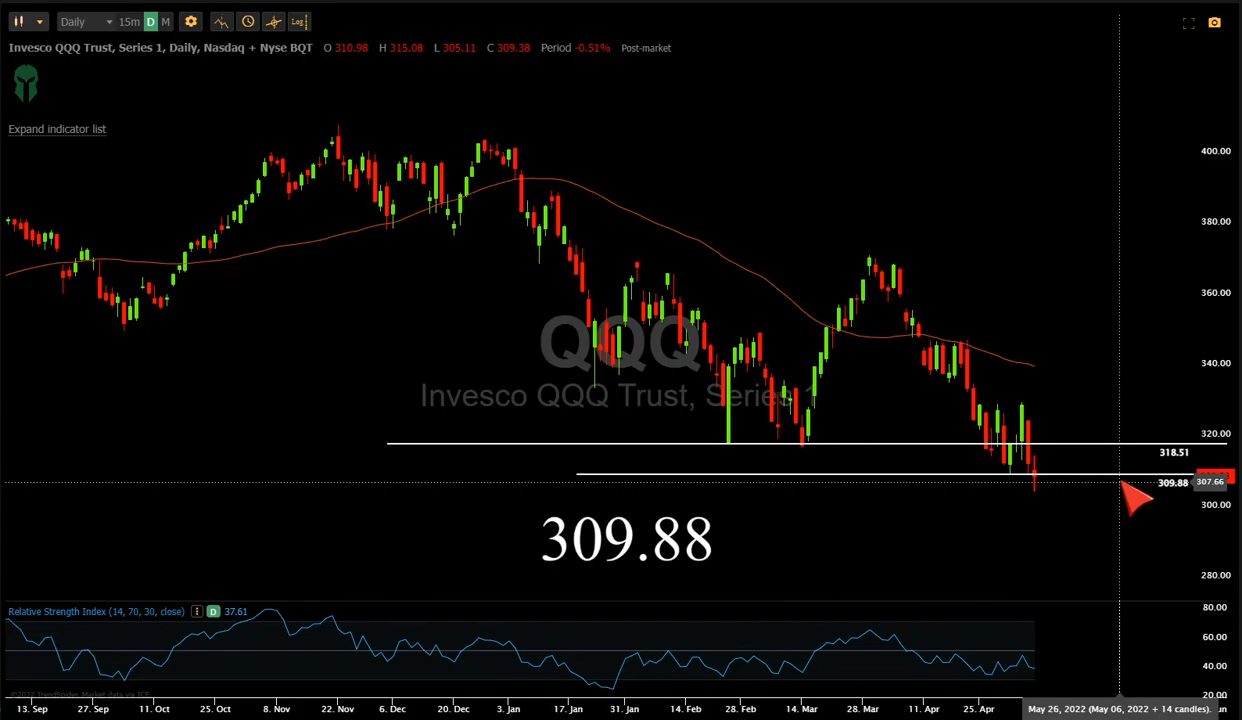 Daily 15m D M Log
Invesco QQQ Trust, Series 1, Daily, Nasdaq + Nyse BQT O 310.98 H 315.08 L 305.11 C 309.38 Period -0.51% Post-market
Expand indicator list
400.00
380.00
360.00
QQQ
340.00
Invesco QQQ Trust, Series 1
320.00
318.51
309.88 307.66
300.00
309.88
280.00
Relative Strength Index (14, 70, 30, close) D 37.61
80.00
60.00
40.00
20.00
©2022 TrendSpider, Market data via ICE
13. Sep 27. Sep 11. Oct 25. Oct 8. Nov 22. Nov 6. Dec 20. Dec 3. Jan 17. Jan 31. Jan 14. Feb 28. Feb 14. Mar 28. Mar 11. Apr 25. Apr May 26, 2022 (May 06, 2022 + 14 candles).